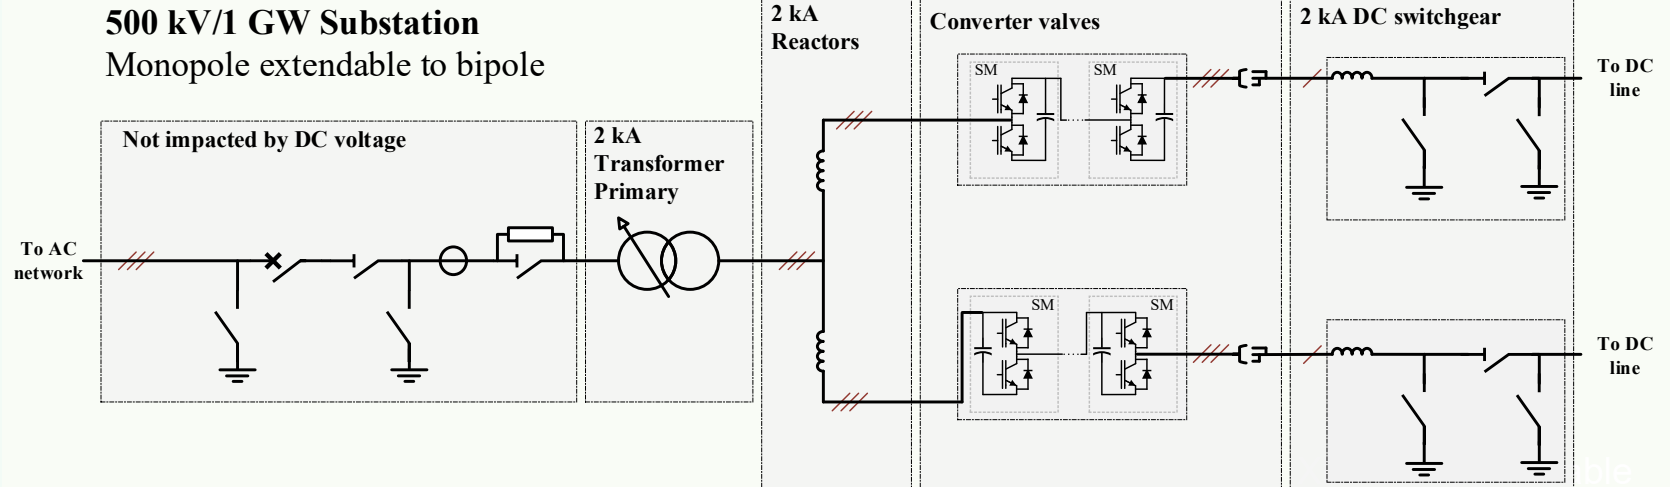 500 kV/1 GW Substation
Monopole extendable to bipole
Not impacted by DC voltage
2 kA
Transformer
Primary
2 kA
Reactors
Converter valves
2 kA DC switchgear
To AC
network
SM
SM
SM
SM
To DC
line
To DC
line